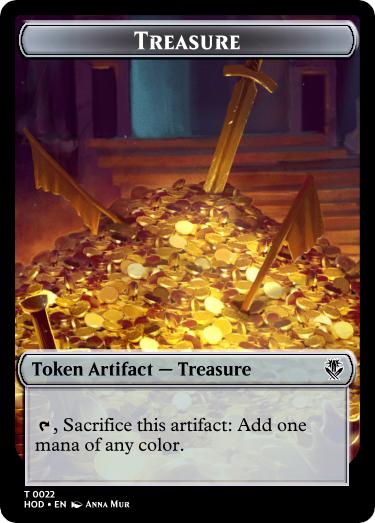 Treasure
Token Artifact — Treasure
, Sacrifice this artifact: Add one
mana of any color.
T 0022
HOD • EN Anna Mur